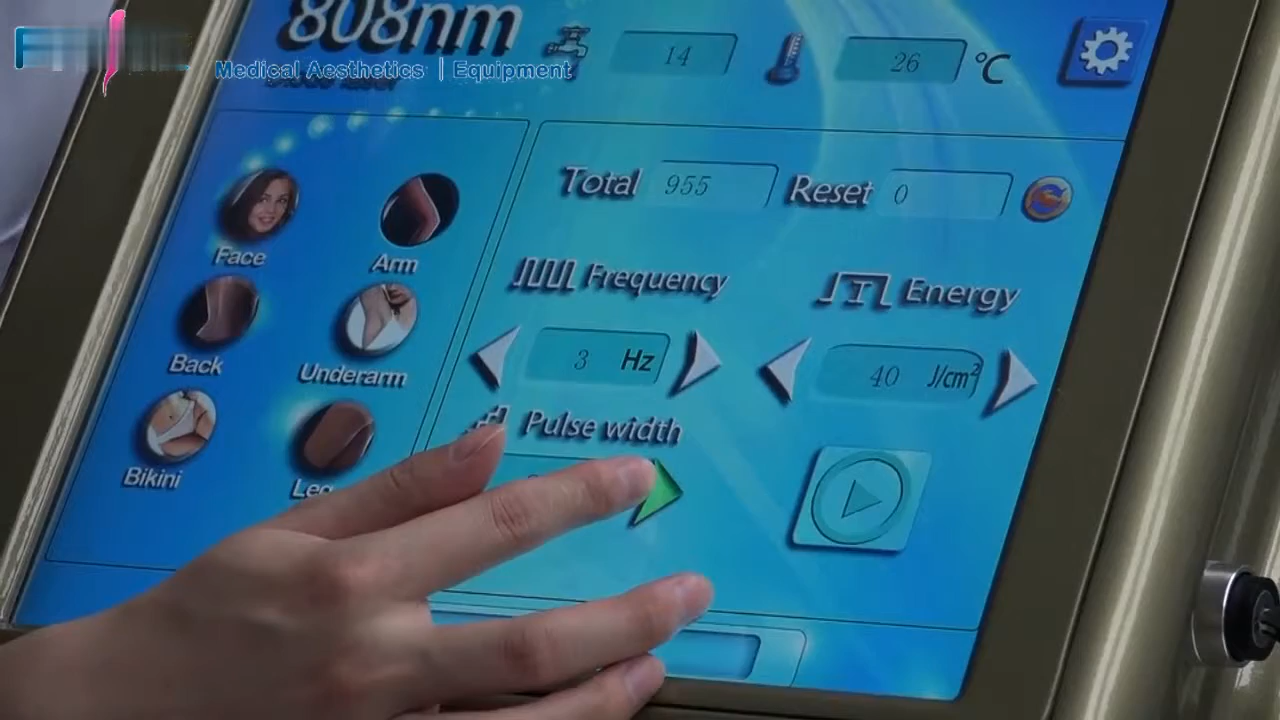 808nm
14
26 °C
Medical Aesthetics | Equipment
Total 955 Reset 0
Face
Arm
Frequency
Energy
3 Hz
40 J/cm²
Back
Underarm
Pulse width
Bikini